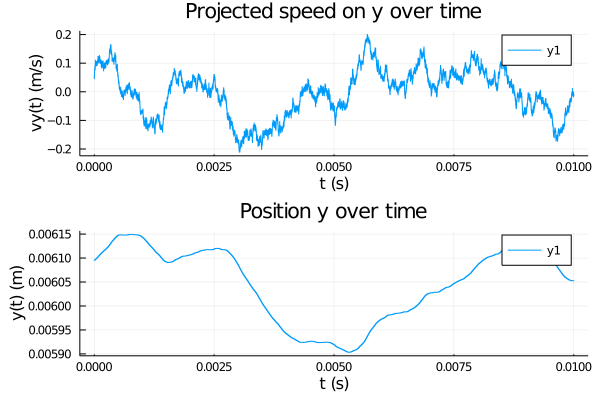 Projected speed on y over time
vy(t) (m/s)
0.2
0.1
0.0
−0.1
−0.2
y1
0.0000 0.0025 0.0050 0.0075 0.0100
t (s)
Position y over time
y(t) (m)
0.00615
0.00610
0.00605
0.00600
0.00595
0.00590
y1
0.0000 0.0025 0.0050 0.0075 0.0100
t (s)